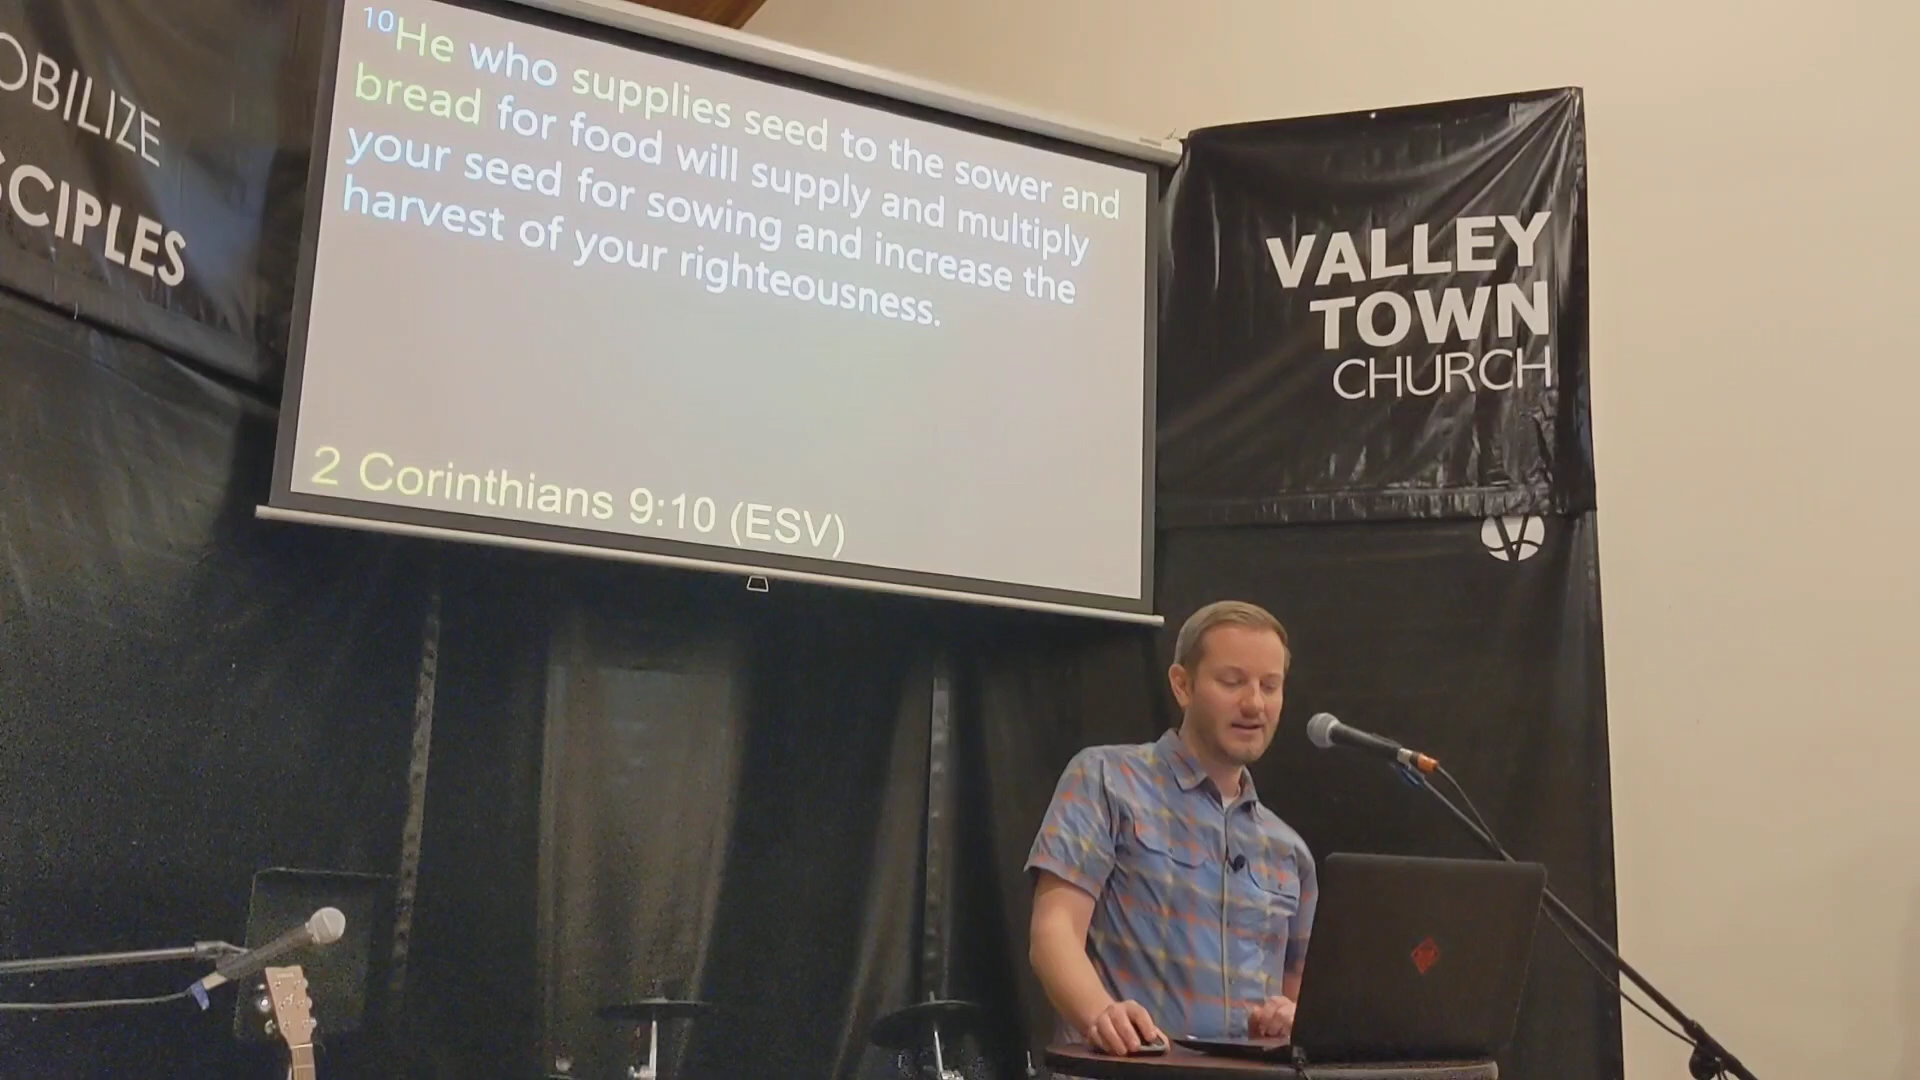 OBILIZE
SCIPLES
10He who supplies seed to the sower and
bread for food will supply and multiply
your seed for sowing and increase the
harvest of your righteousness.
2 Corinthians 9:10 (ESV)
VALLEY
TOWN
CHURCH
V